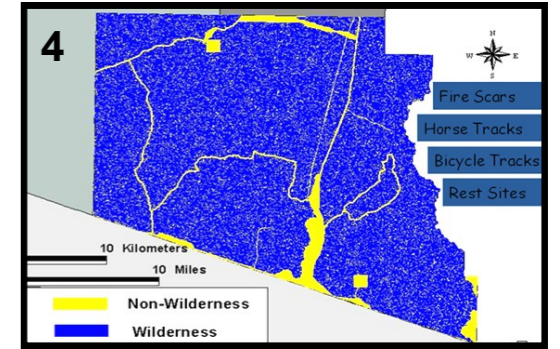 4
N
W E
S
Fire Scars
Horse Tracks
Bicycle Tracks
Rest Sites
10 Kilometers
10 Miles
Non-Wilderness
Wilderness